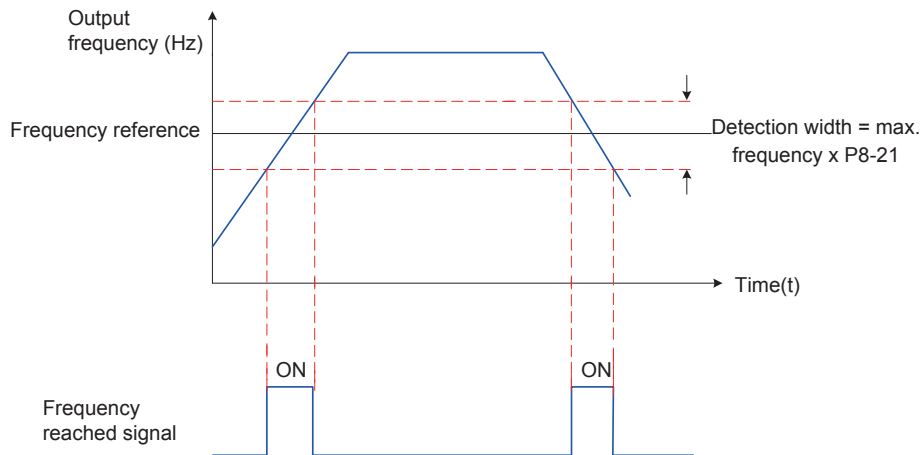 Output
frequency (Hz)
Frequency reference
Detection width = max.
frequency x P8-21
Time(t)
ON
ON
Frequency
reached signal